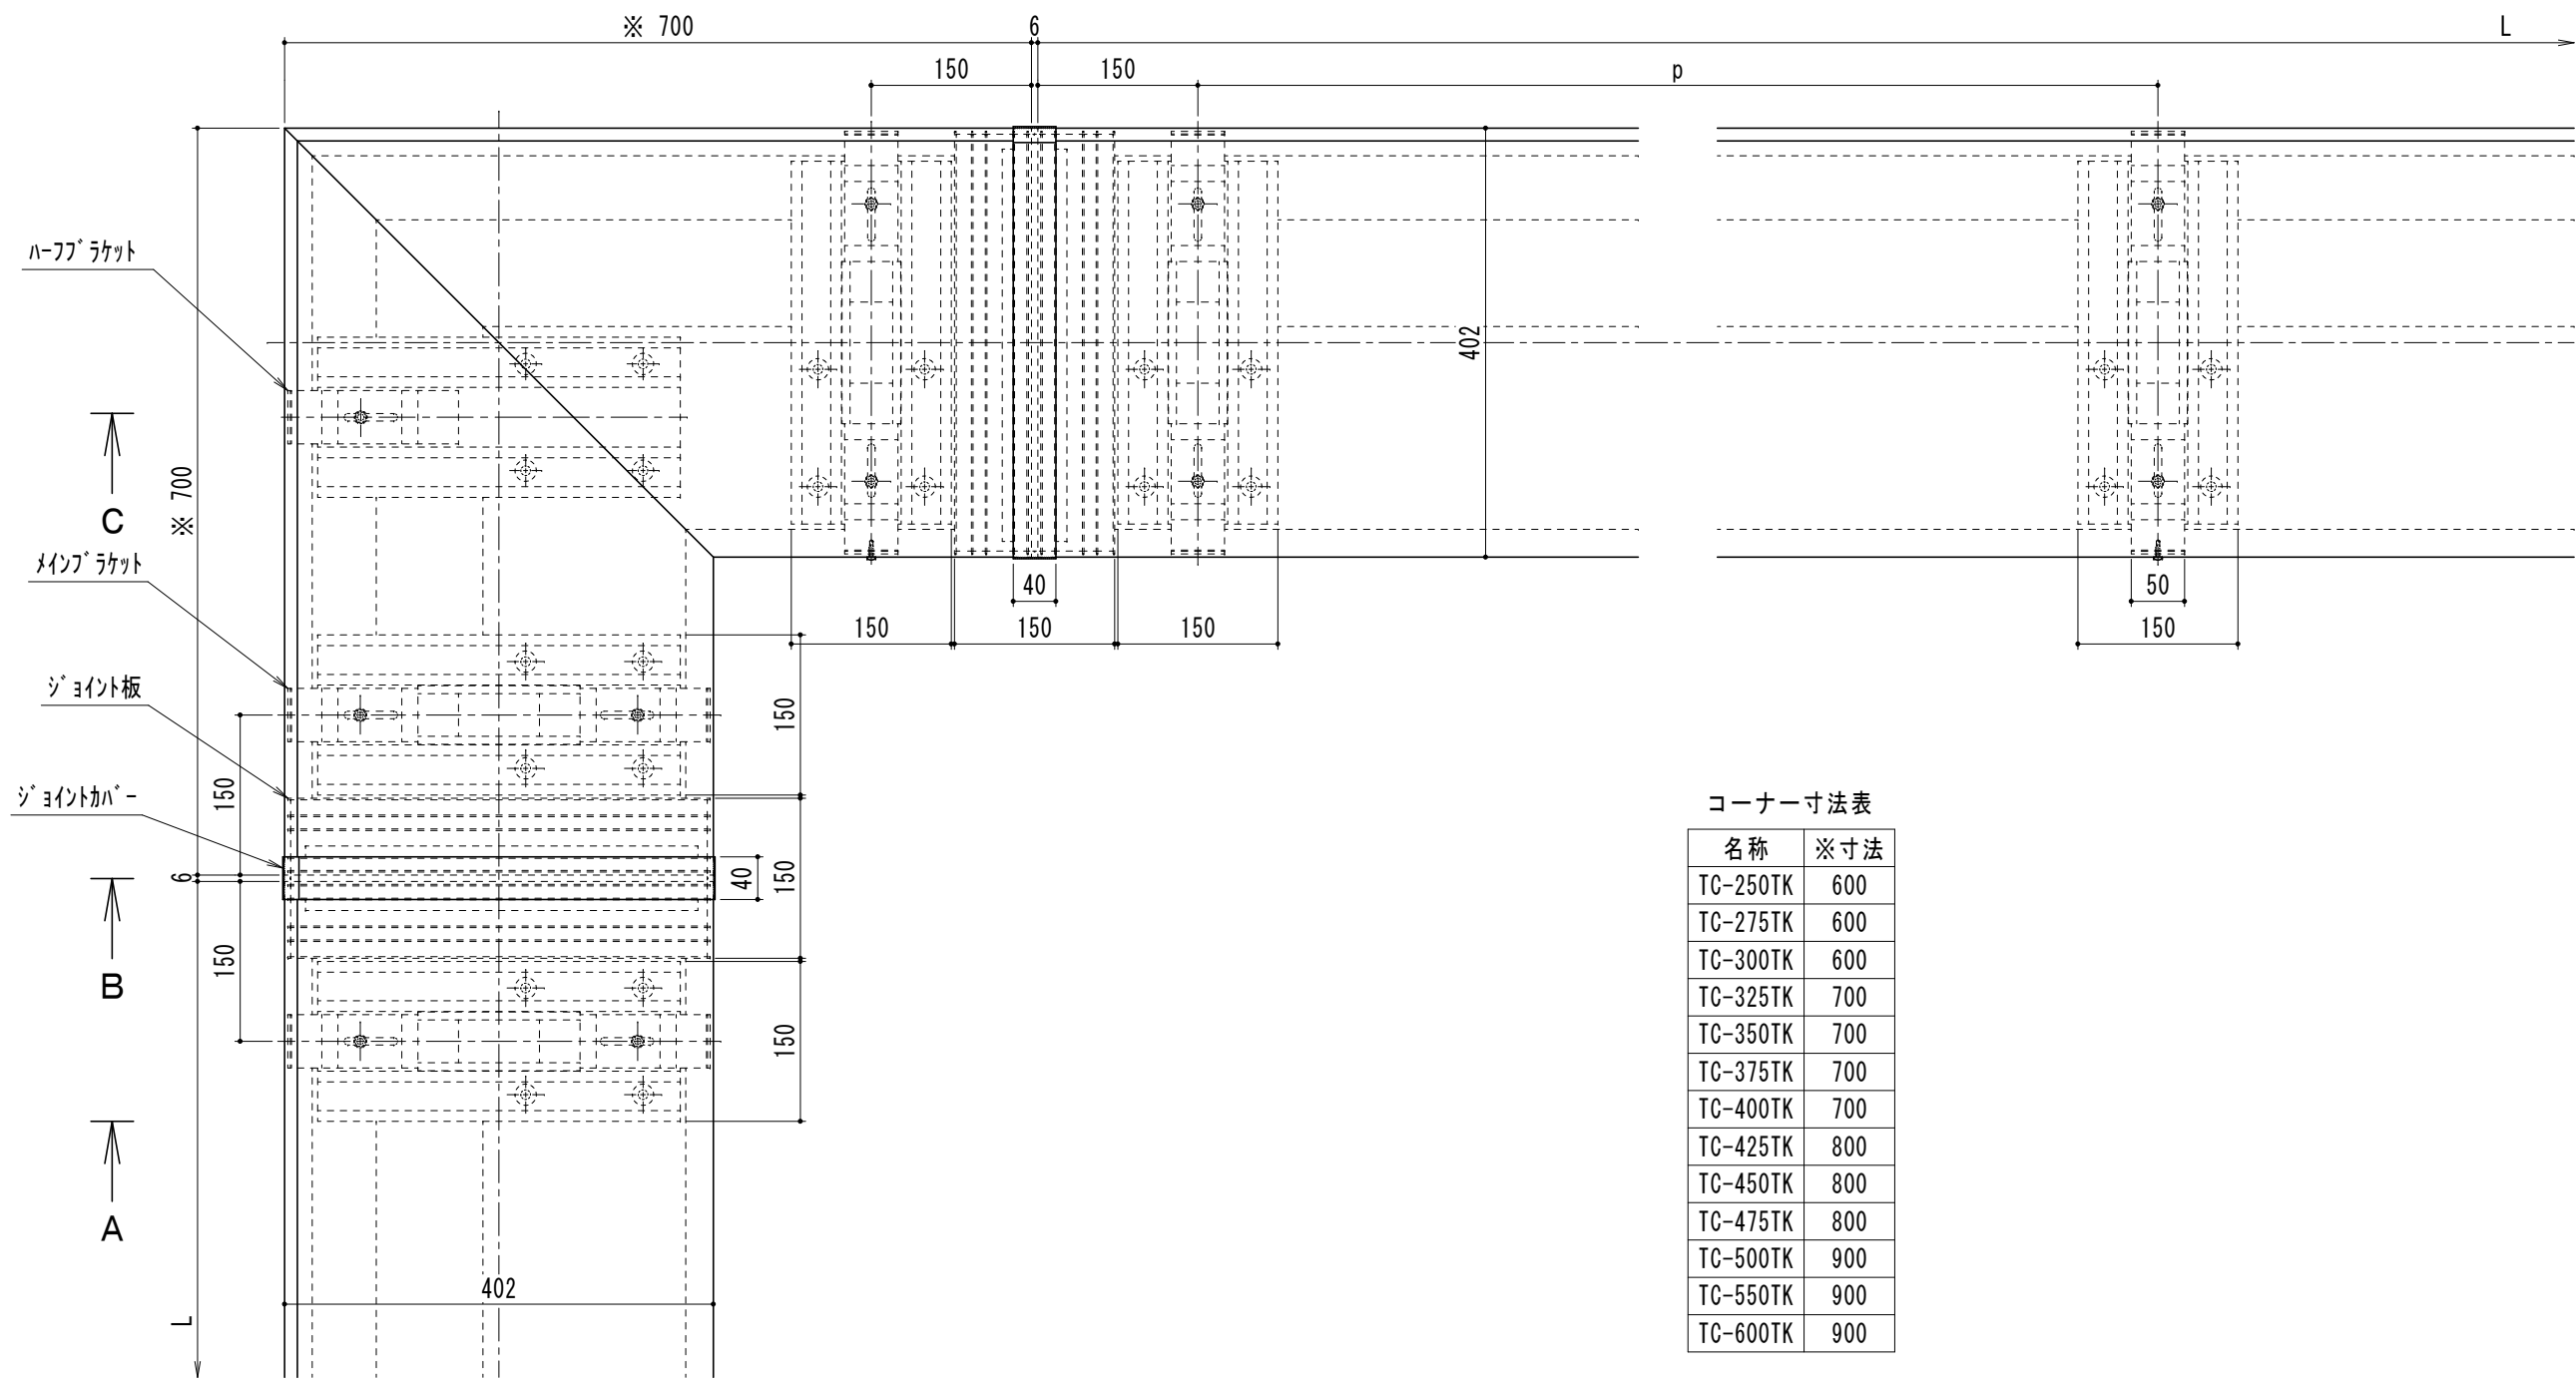 ※ 700
6
L
150
150
p
ハーフブラケット
402
※ 700
C
メインブラケット
40
50
150
150
150
150
ジョイント板
150
150
ジョイントカバー
コーナー寸法表
名称 ※寸法
TC-250TK 600
TC-275TK 600
TC-300TK 600
TC-325TK 700
TC-350TK 700
TC-375TK 700
TC-400TK 700
TC-425TK 800
TC-450TK 800
TC-475TK 800
TC-500TK 900
TC-550TK 900
TC-600TK 900
6
40
150
B
150
150
A
402
L